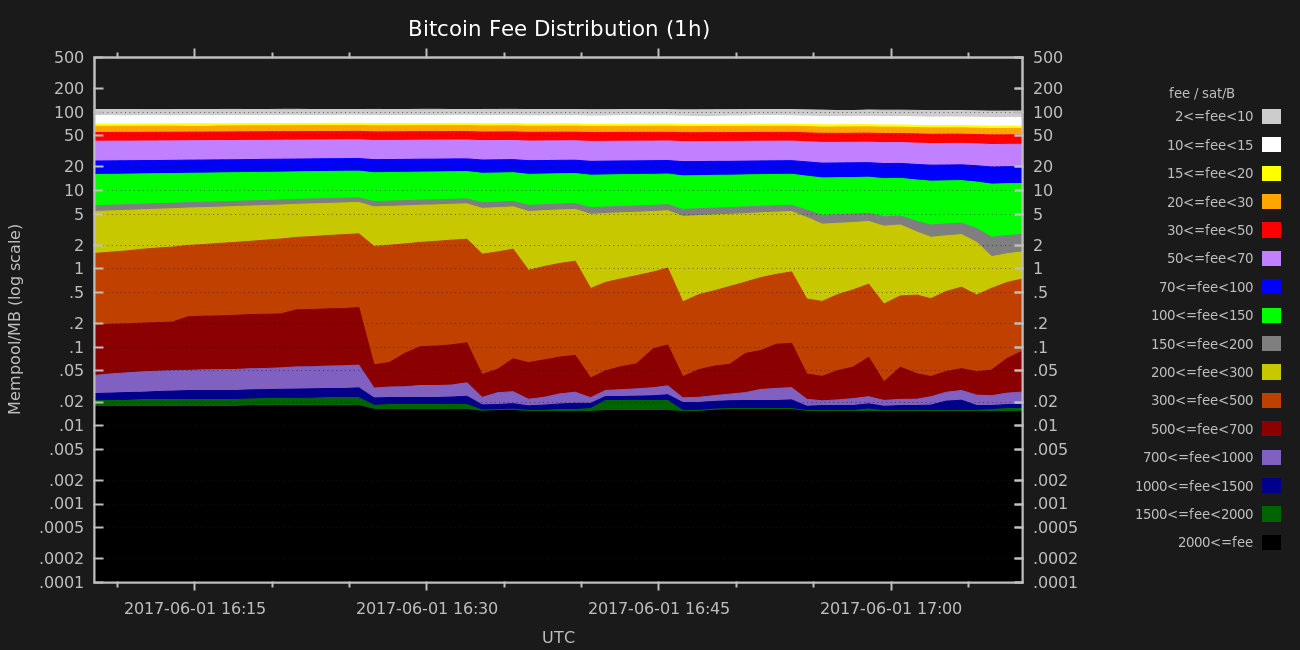 Bitcoin Fee Distribution (1h)
500
200
100
50
20
10
5
2
1
.5
.2
.1
.05
.02
.01
.005
.002
.001
.0005
.0002
.0001
Mempool/MB (log scale)
500
200
100
50
20
10
5
2
1
.5
.2
.1
.05
.02
.01
.005
.002
.001
.0005
.0002
.0001
2017-06-01 16:15
2017-06-01 16:30
2017-06-01 16:45
2017-06-01 17:00
UTC
fee / sat/B
2<=fee<10
10<=fee<15
15<=fee<20
20<=fee<30
30<=fee<50
50<=fee<70
70<=fee<100
100<=fee<150
150<=fee<200
200<=fee<300
300<=fee<500
500<=fee<700
700<=fee<1000
1000<=fee<1500
1500<=fee<2000
2000<=fee